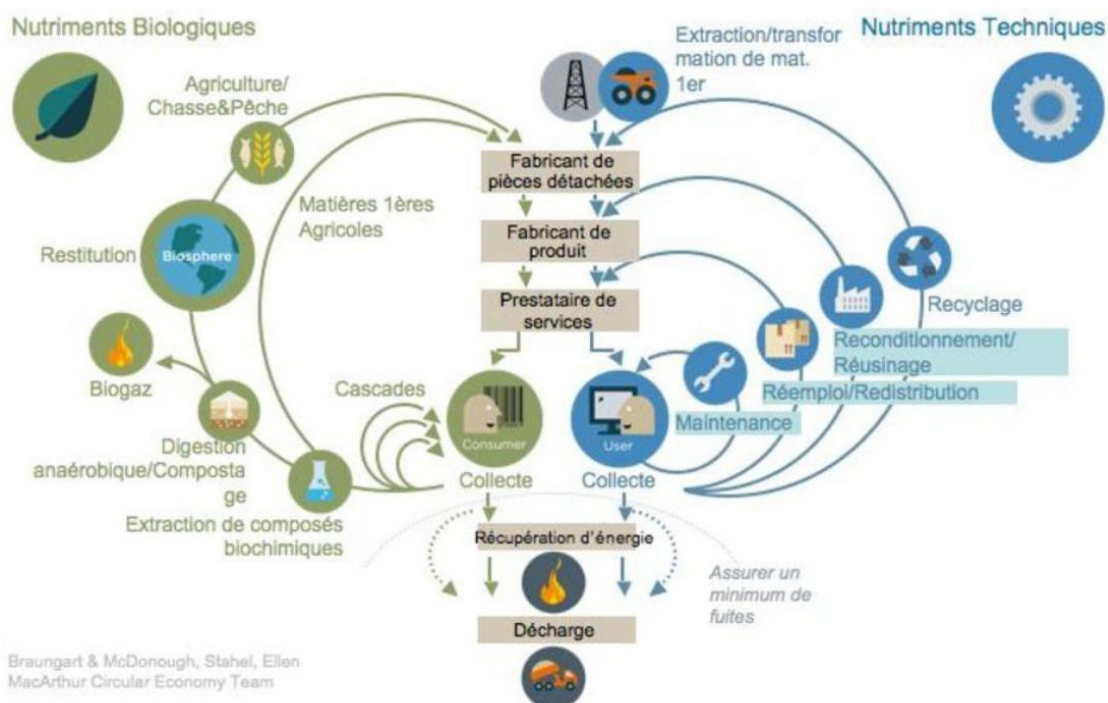 Nutriments Biologiques
Nutriments Techniques
Extraction/transfor
mation de mat.
1er
Agriculture/
Chasse&Pêche
Fabricant de
pièces détachées
Matières 1ères
Agricoles
Fabricant de
produit
Restitution
Biosphere
Prestataire de
services
Recyclage
Reconditionnement/
Réusinage
Biogaz
Cascades
Réemploi/Redistribution
Maintenance
Consumer
User
Digestion
anaérobique/Composta
ge
Collecte
Collecte
Extraction de composés
biochimiques
Récupération d'énergie
Assurer un
minimum de
fuites
Décharge
Braungart & McDonough, Stahel, Ellen
MacArthur Circular Economy Team